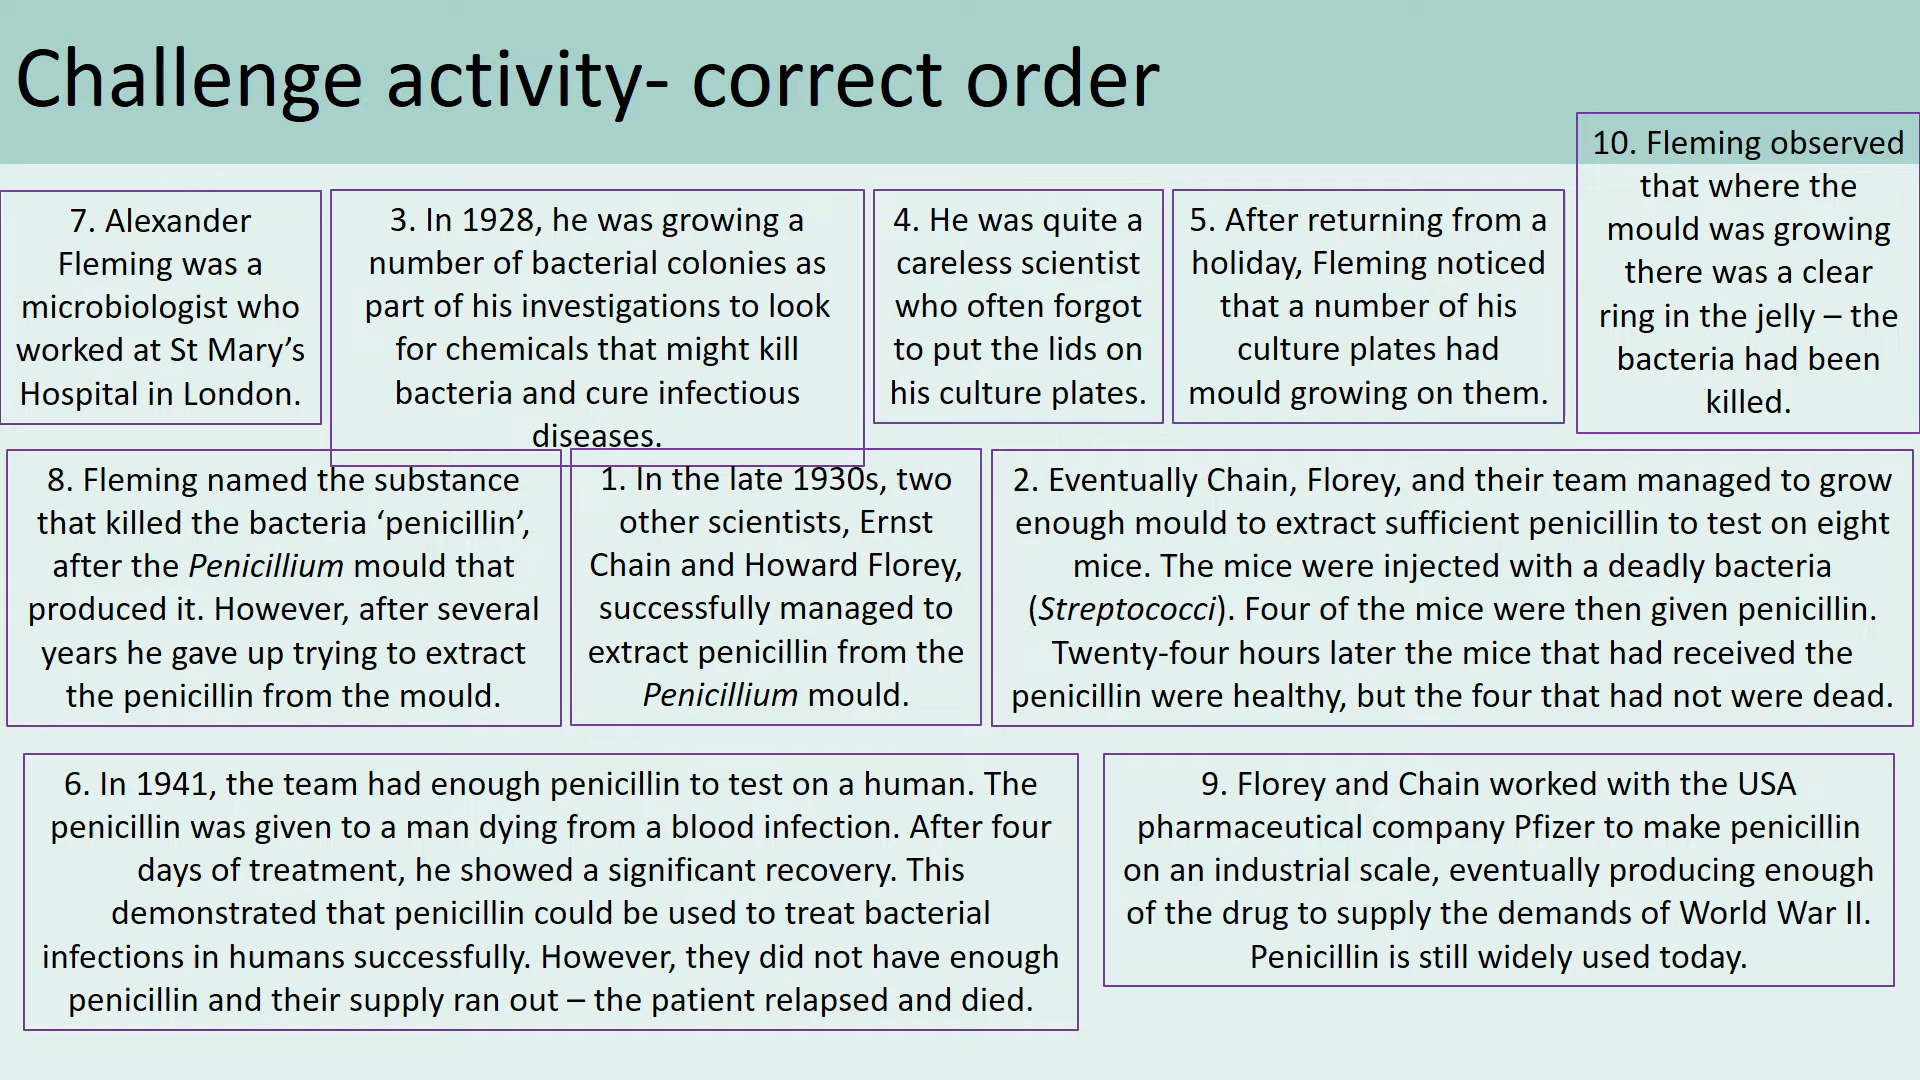 Challenge activity- correct order
7. Alexander
Fleming was a
microbiologist who
worked at St Mary’s
Hospital in London.
3. In 1928, he was growing a
number of bacterial colonies as
part of his investigations to look
for chemicals that might kill
bacteria and cure infectious
diseases.
4. He was quite a
careless scientist
who often forgot
to put the lids on
his culture plates.
5. After returning from a
holiday, Fleming noticed
that a number of his
culture plates had
mould growing on them.
10. Fleming observed
that where the
mould was growing
there was a clear
ring in the jelly – the
bacteria had been
killed.
8. Fleming named the substance
that killed the bacteria ‘penicillin’,
after the Penicillium mould that
produced it. However, after several
years he gave up trying to extract
the penicillin from the mould.
1. In the late 1930s, two
other scientists, Ernst
Chain and Howard Florey,
successfully managed to
extract penicillin from the
Penicillium mould.
2. Eventually Chain, Florey, and their team managed to grow
enough mould to extract sufficient penicillin to test on eight
mice. The mice were injected with a deadly bacteria
(Streptococci). Four of the mice were then given penicillin.
Twenty-four hours later the mice that had received the
penicillin were healthy, but the four that had not were dead.
6. In 1941, the team had enough penicillin to test on a human. The
penicillin was given to a man dying from a blood infection. After four
days of treatment, he showed a significant recovery. This
demonstrated that penicillin could be used to treat bacterial
infections in humans successfully. However, they did not have enough
penicillin and their supply ran out – the patient relapsed and died.
9. Florey and Chain worked with the USA
pharmaceutical company Pfizer to make penicillin
on an industrial scale, eventually producing enough
of the drug to supply the demands of World War II.
Penicillin is still widely used today.